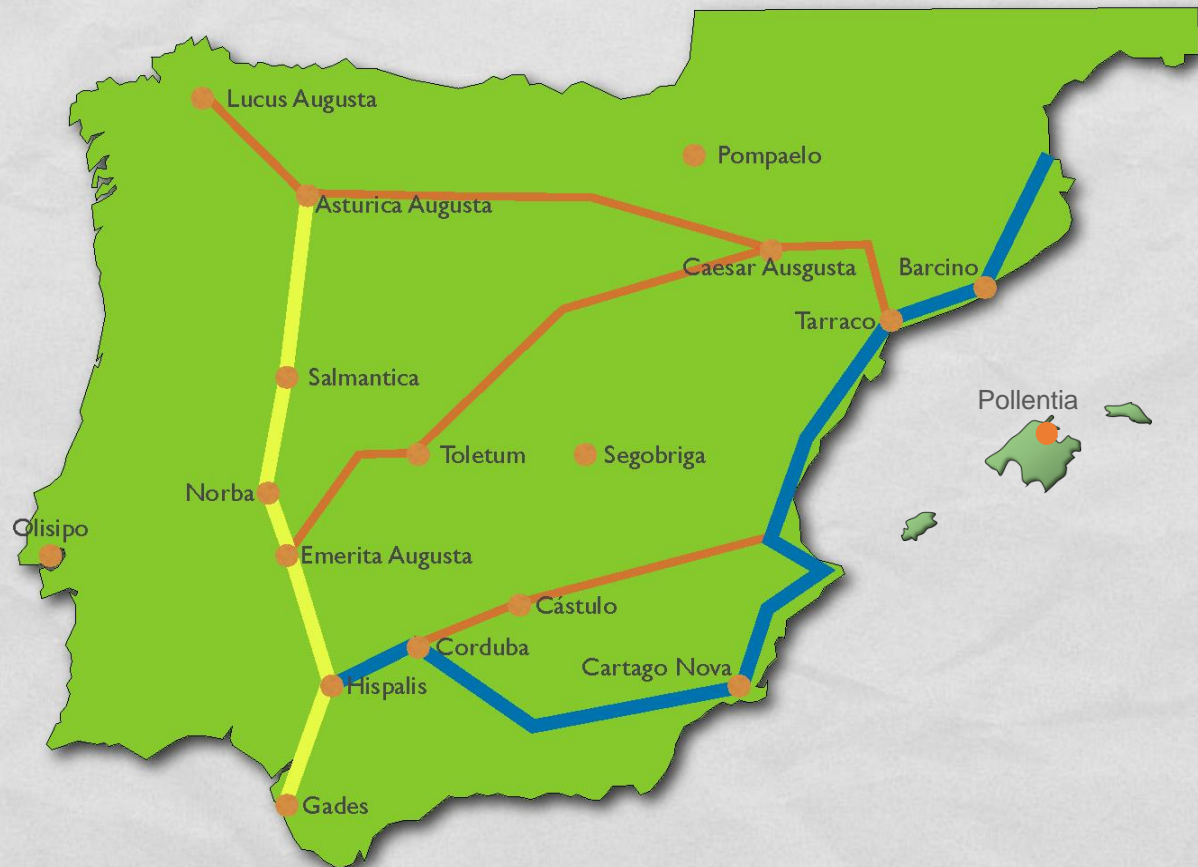 Lucus Augusta
Pompaelo
Asturica Augusta
Caesar Ausgusta
Barcino
Tarraco
Salmantica
Pollentia
Toletum
Segobriga
Norba
Olisipo
Emerita Augusta
Cástulo
Corduba
Cartago Nova
Hispalis
Gades